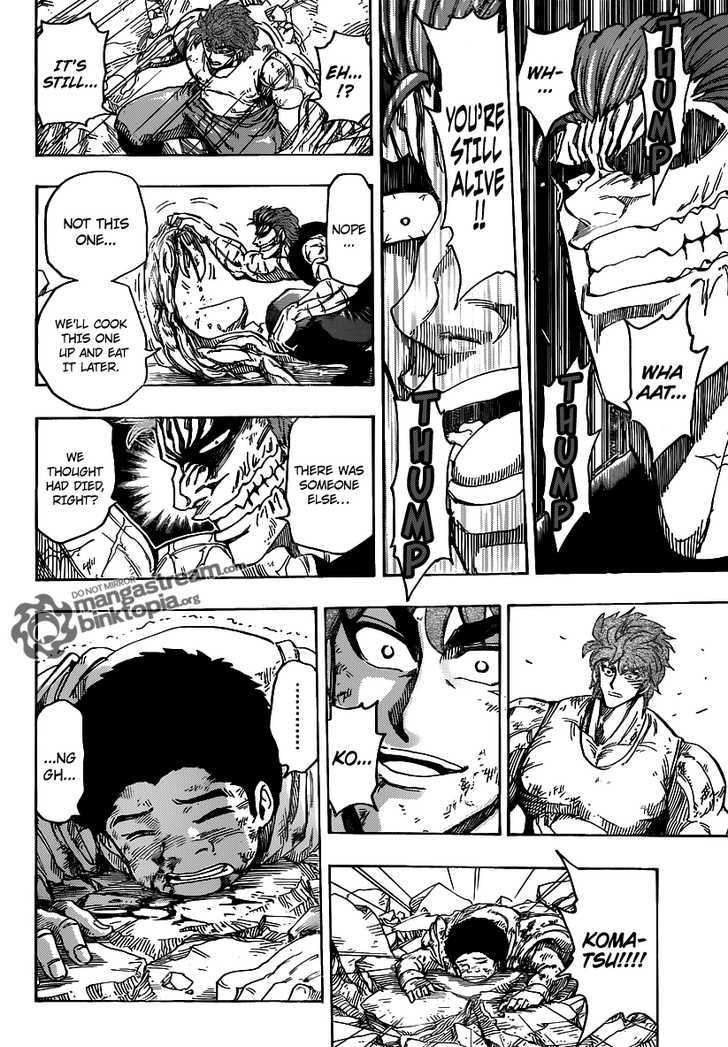 WH-
...
THUMP
WHA
AAT...
THUMP
YOU'RE
STILL
ALIVE
!!
THUMP
THUMP
EH...
!?
IT'S
STILL...
NOPE
...
NOT THIS
ONE...
WE'LL COOK
THIS ONE
UP AND EAT
IT LATER.
THERE WAS
SOMEONE
ELSE...
WE
THOUGHT
HAD DIED,
RIGHT?
DO NOT MIRROR
mangastream.com
binktopia.org
KO...
..........
...NG
GH...
KOMA-
TSU!!!!